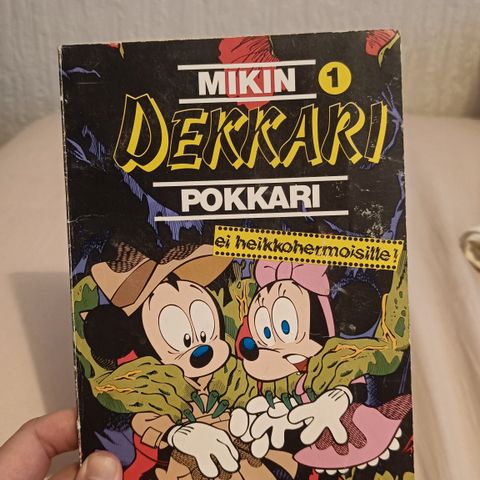 MIKIN 1
DEKKARI
POKKARI
ei heikkohermoisille!